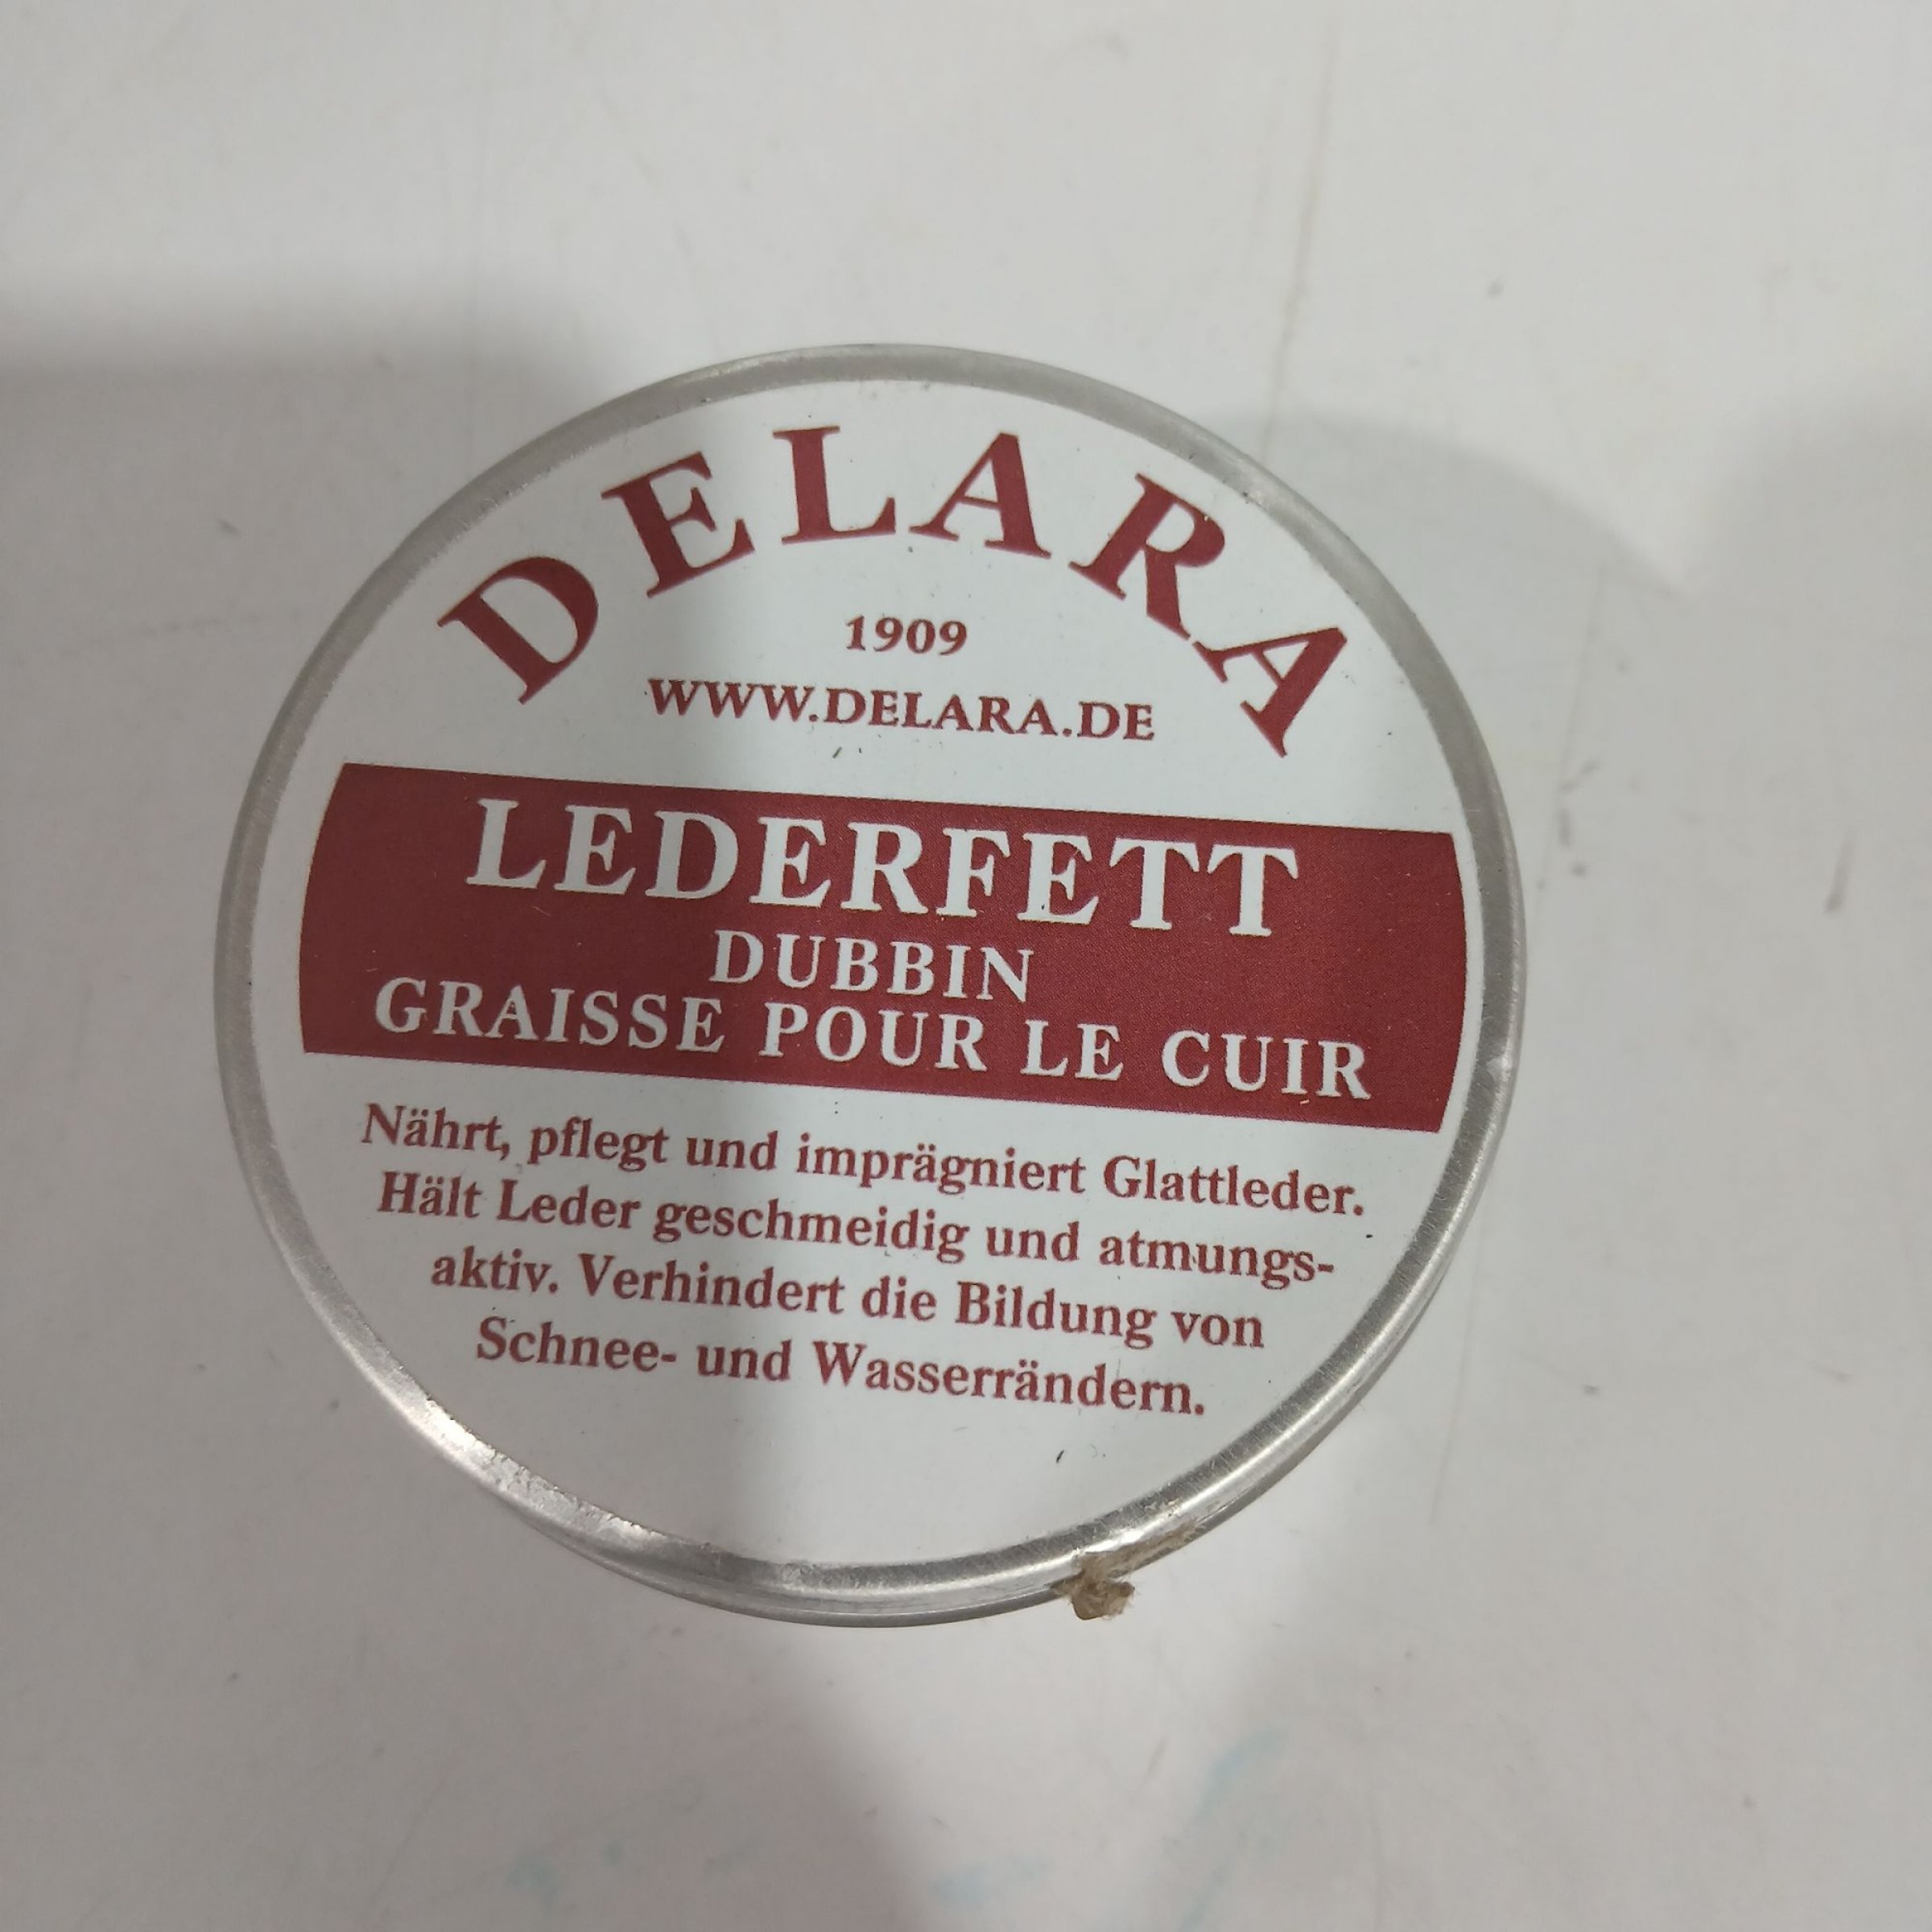 DELARA
1909
WWW.DELARA.DE
LEDERFETT
DUBBIN
GRAISSE POUR LE CUIR
Nährt, pflegt und imprägniert Glattleder.
Hält Leder geschmeidig und atmungs-
aktiv. Verhindert die Bildung von
Schnee- und Wasserrändern.